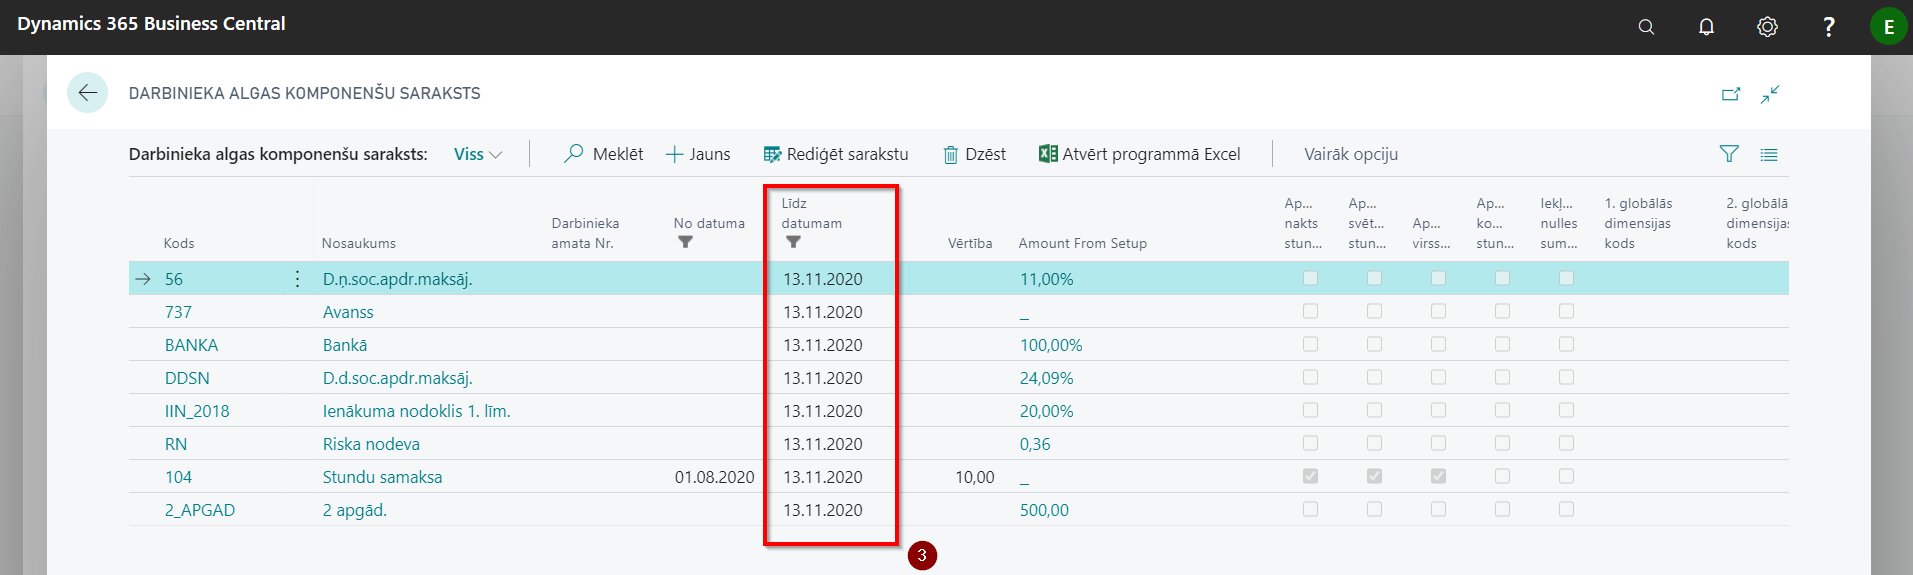 Dynamics 365 Business Central
?
E
DARBINIEKA ALGAS KOMPONENŠU SARAKSTS
Darbinieka algas komponenšu saraksts: Viss Meklēt Jauns Rediģēt sarakstu Dzēst Atvērt programmā Excel Vairāk opciju
Kods Nosaukums Darbinieka amata Nr. No datuma Līdz datumam Vērtība Amount From Setup Ap... nakts stun... Ap... svēt... stun... Ap... virss... Ap... ko... stun... Iekļ... nulles sum... 1. globālās dimensijas kods 2. globālā dimensija kods
56 D.ņ.soc.apdr.maksāj. 13.11.2020 11,00%
737 Avanss 13.11.2020 _
BANKA Bankā 13.11.2020 100,00%
DDSN D.d.soc.apdr.maksāj. 13.11.2020 24,09%
IIN_2018 Ienākuma nodoklis 1. līm. 13.11.2020 20,00%
RN Riska nodeva 13.11.2020 0,36
104 Stundu samaksa 01.08.2020 13.11.2020 10,00 _
2_APGAD 2 apgād. 13.11.2020 500,00
3